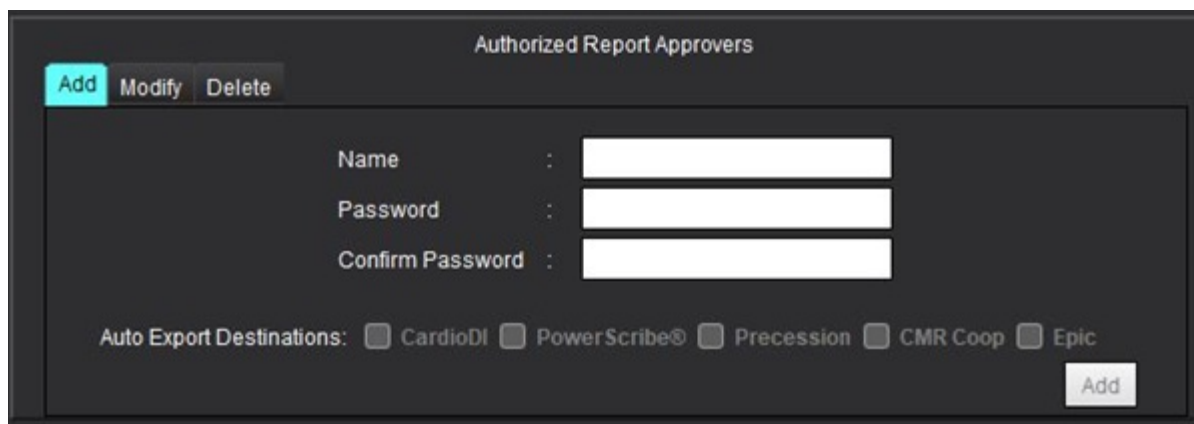 Authorized Report Approvers
Add Modify Delete
Name :
Password :
Confirm Password :
Auto Export Destinations: CardioDI PowerScribe® Precession CMR Coop Epic
Add